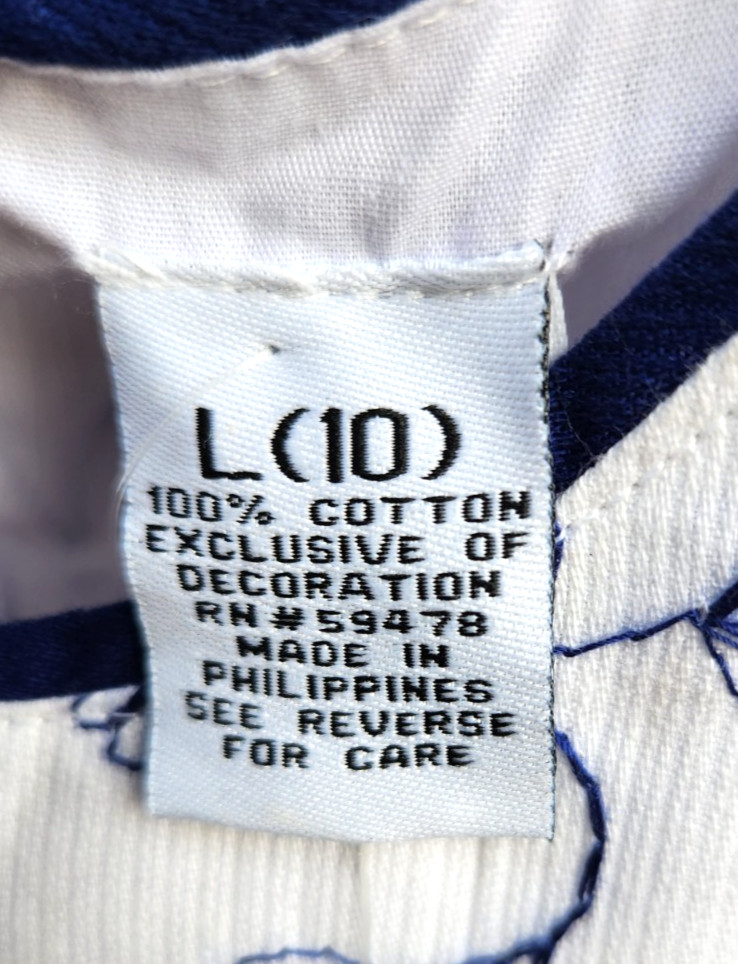 L(10)
100% COTTON
EXCLUSIVE OF
DECORATION
RN#59478
MADE IN
PHILIPPINES
SEE REVERSE
FOR CARE